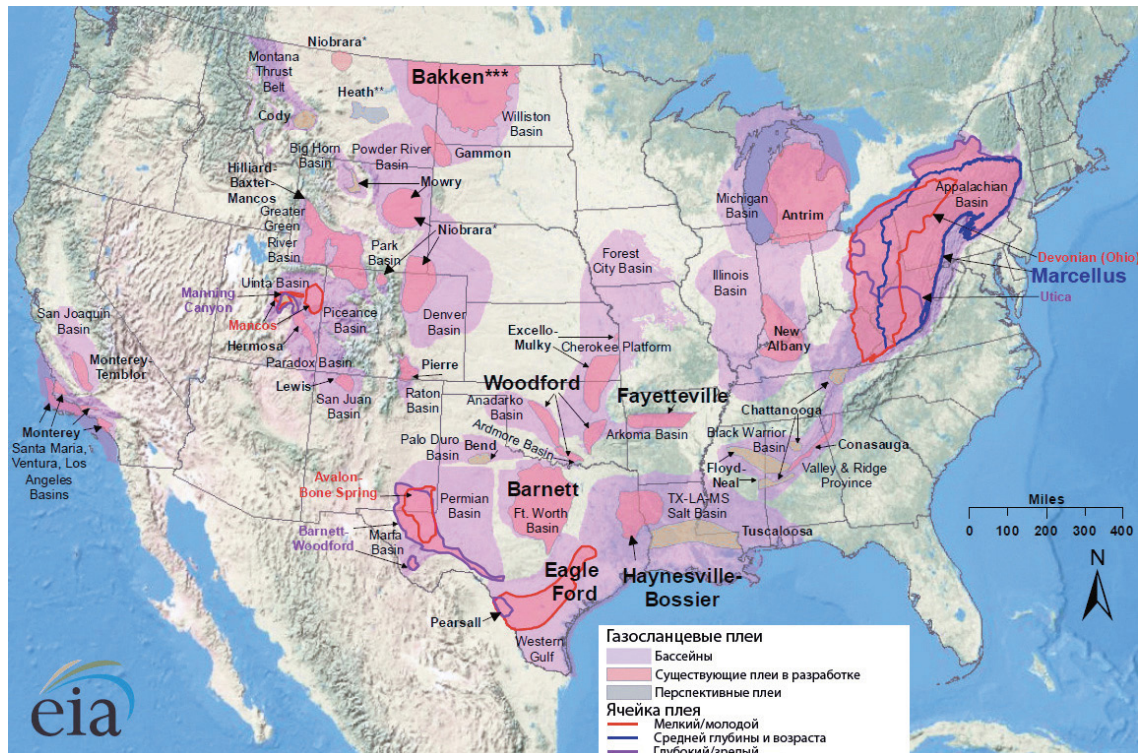 Niobrara*
Montana
Thrust
Belt
Bakken***
Heath**
Cody
Williston
Basin
Big Horn
Basin
Powder River
Basin
Gammon
Hilliard-
Baxter-
Mancos
Mowry
Greater
Green
River
Basin
Niobrara*
Park
Basin
Michigan
Basin
Antrim
Appalachian
Basin
Devonian (Ohio)
Marcellus
Utica
Forest
City Basin
Illinois
Basin
Uinta Basin
Manning
Canyon
Mancos
Piceance
Basin
Denver
Basin
San Joaquin
Basin
Hermosa
Excello-
Mulky
Cherokee Platform
New
Albany
Monterey-
Temblor
Paradox Basin
Pierre
Lewis
San Juan
Basin
Raton
Basin
Woodford
Anadarko
Basin
Fayetteville
Chattanooga
Monterey
Santa Maria,
Ventura, Los
Angeles
Basins
Palo Duro
Basin
Bend
Ardmore Basin
Arkoma Basin
Black Warrior
Basin
Conasauga
Floyd-
Neal
Valley & Ridge
Province
Avalon-
Bone Spring
Permian
Basin
Barnett
Ft. Worth
Basin
TX-LA-MS
Salt Basin
Tuscaloosa
Barnett-
Woodford
Marfa
Basin
Eagle
Ford
Haynesville-
Bossier
Pearsall
Western
Gulf
Miles
0 100 200 300 400
N
Газосланцевые плеи
Бассейны
Существующие плеи в разработке
Перспективные плеи
Ячейка плея
Мелкий/молодой
Средней глубины и возраста
Глубокий/зрелый
eia